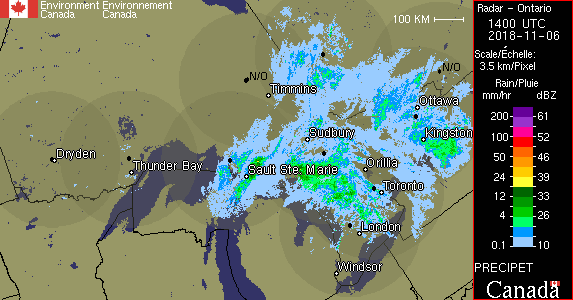 Environment Environnement
Canada Canada
100 KM
N/O
N/O
Timmins
Ottawa
Sudbury
Kingston
Dryden
Thunder Bay
Sault Ste. Marie
Orillia
Toronto
London
Windsor
Radar - Ontario
1400 UTC
2018-11-06
Scale/Échelle:
3.5 km/Pixel
Rain/Pluie
mm/hr dBZ
200 61
100 52
50 46
24 39
12 33
4 26
0.1 10
PRECIPET
Canada